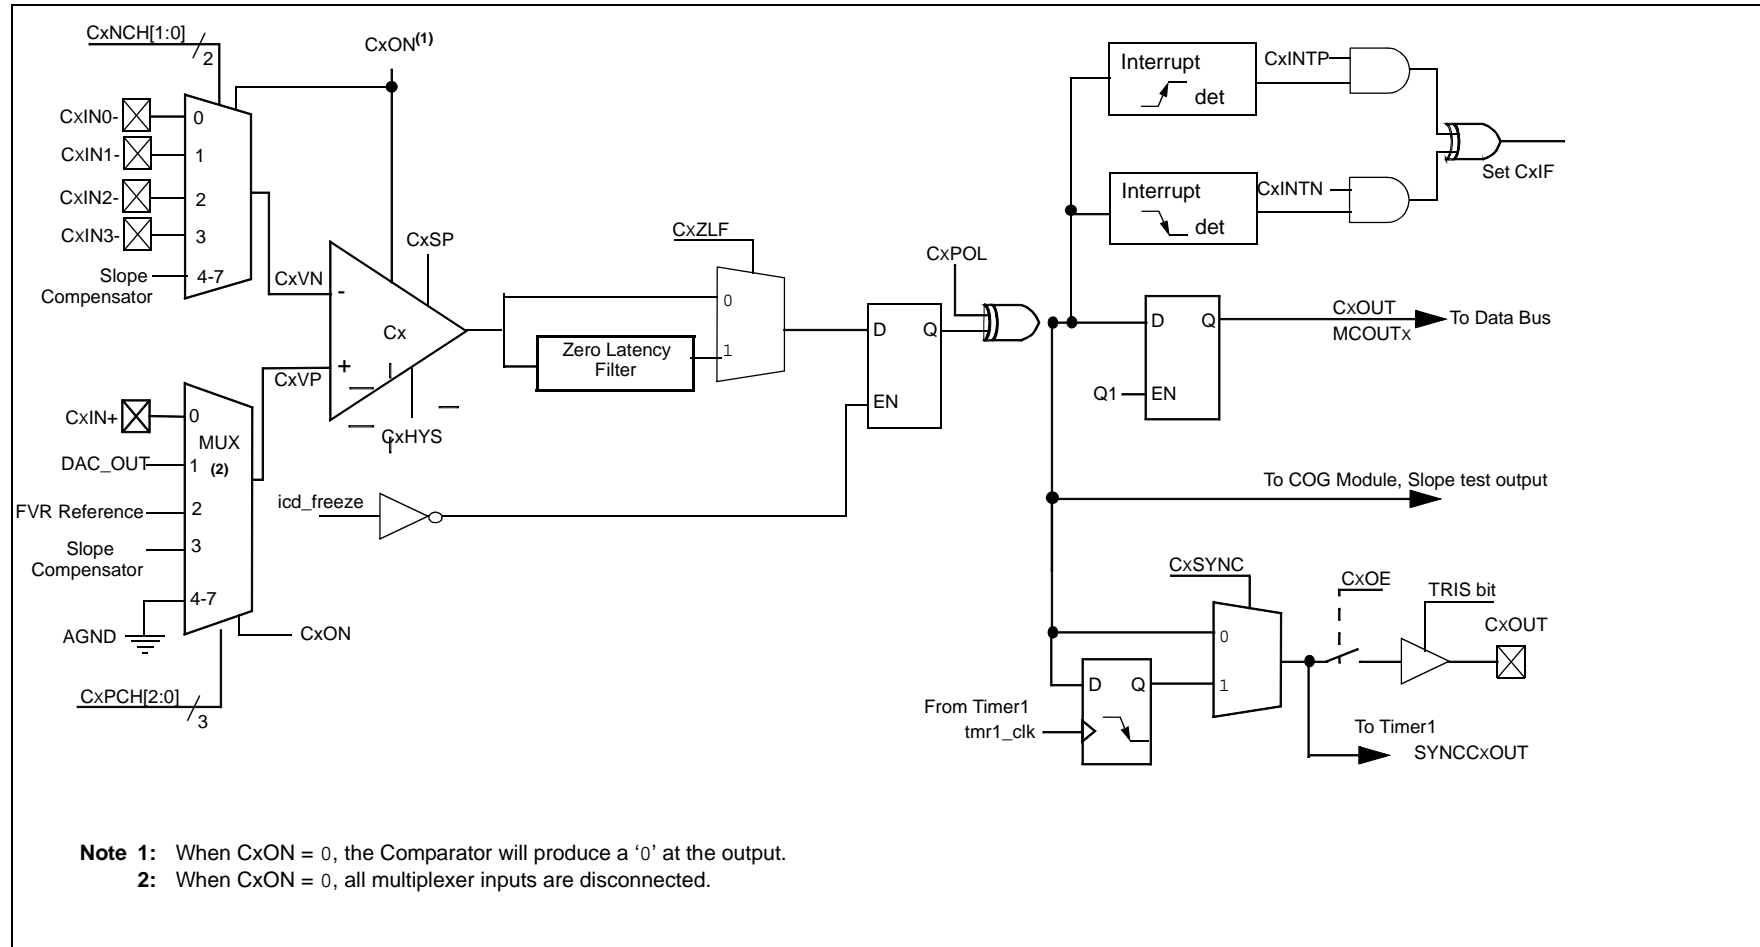 CxNCH[1:0]
2
CxON(1)
CxIN0-
0
CxIN1-
1
CxIN2-
2
CxIN3-
3
Slope
Compensator
4-7
CxVN
-
CxSP
Cx
+
CxVP
CxHYS
CxIN+
0
MUX
(2)
DAC_OUT
1
FVR Reference
2
Slope
Compensator
3
4-7
AGND
CxON
CxPCH[2:0]
3
icd_freeze
CxZLF
0
1
Zero Latency
Filter
D
Q
EN
CxPOL
Interrupt
det
CxINTP
Interrupt
det
CxINTN
Set CxIF
D
Q
Q1
EN
CxOUT
MCOUTx
To Data Bus
To COG Module, Slope test output
CxSYNC
0
1
D
Q
From Timer1
tmr1_clk
CxOE
TRIS bit
CxOUT
To Timer1
SYNCCxOUT
Note 1: When CxON = 0, the Comparator will produce a ‘0’ at the output.
2: When CxON = 0, all multiplexer inputs are disconnected.